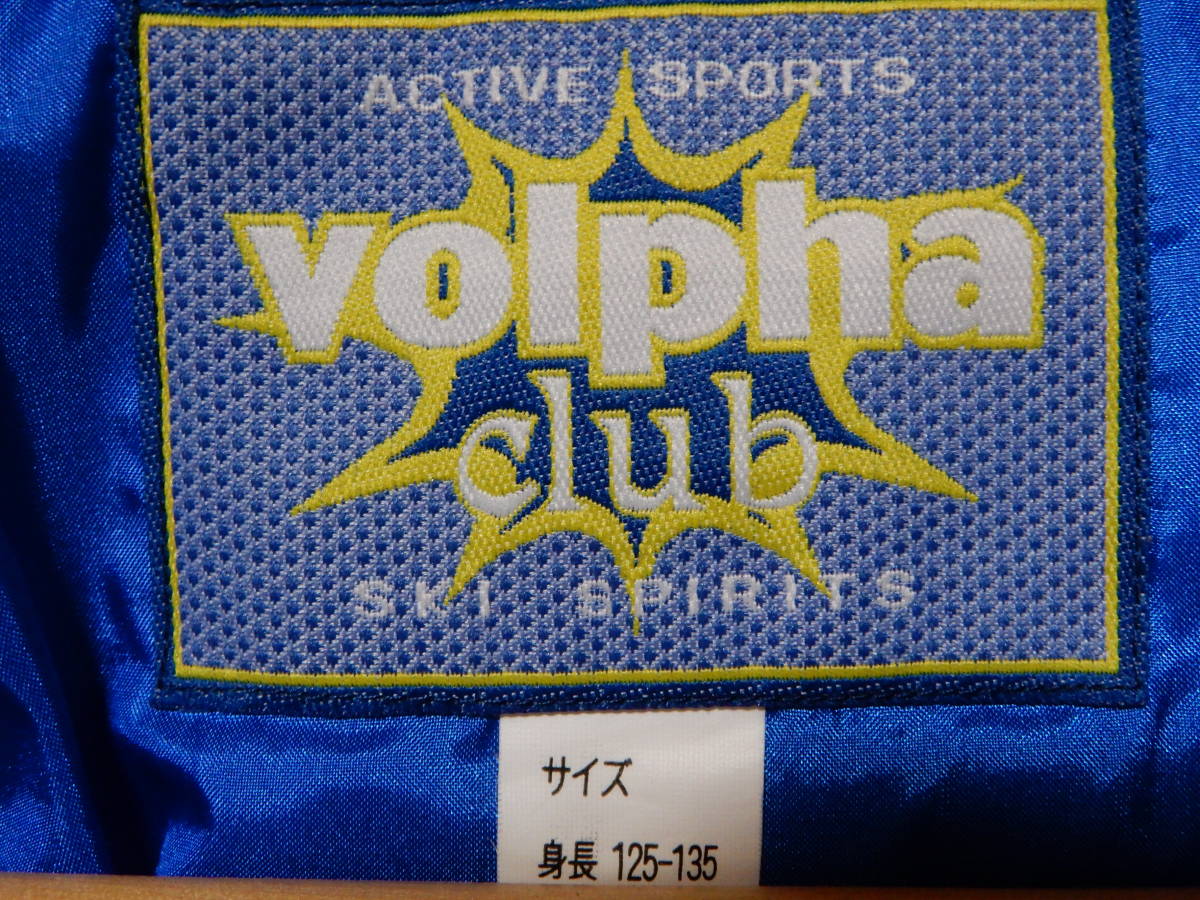 ACTIVE SPORTS
volpha
club
SKI SPIRITS
サイズ
身長 125-135